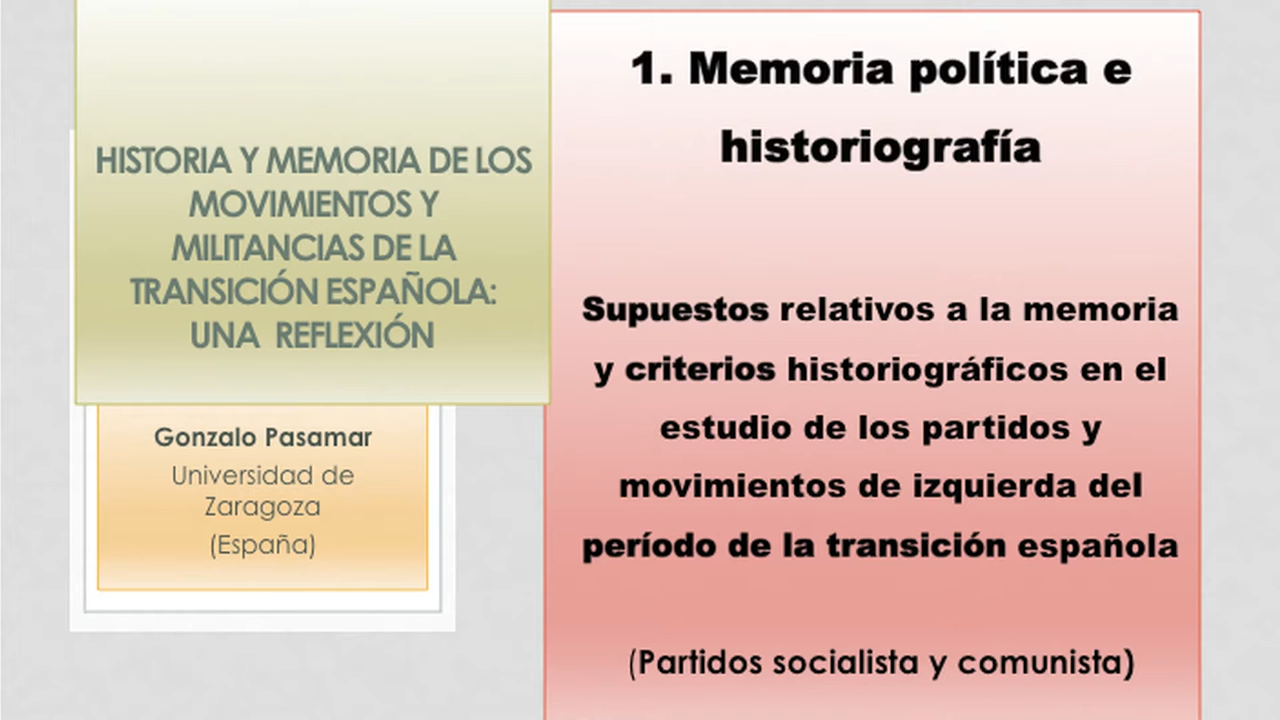 HISTORIA Y MEMORIA DE LOS
MOVIMIENTOS Y
MILITANCIAS DE LA
TRANSICIÓN ESPAÑOLA:
UNA REFLEXIÓN
Gonzalo Pasamar
Universidad de
Zaragoza
(España)
1. Memoria política e
historiografía
Supuestos relativos a la memoria
y criterios historiográficos en el
estudio de los partidos y
movimientos de izquierda del
período de la transición española
(Partidos socialista y comunista)